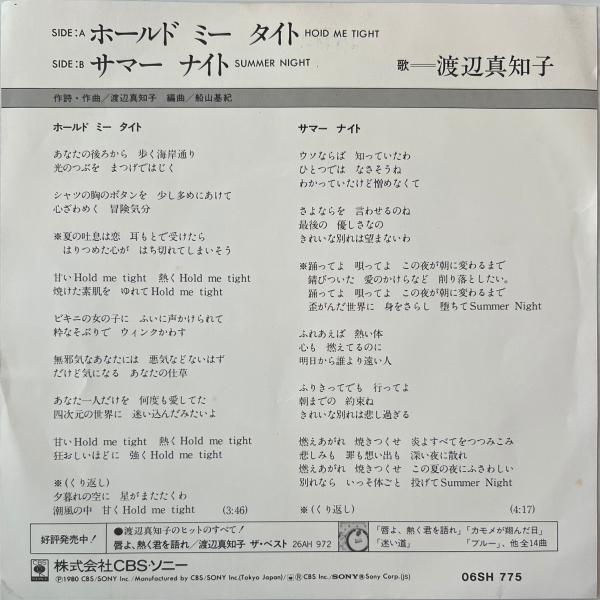 SIDE:A ホールド ミー タイト HOID ME TIGHT
SIDE:B サマー ナイト SUMMER NIGHT
歌══渡辺真知子
作詩・作曲／渡辺真知子 編曲／船山基紀
ホールド ミー タイト
あなたの後ろから 歩く海岸通り
光のつぶを まつげではじく
シャツの胸のボタンを 少し多めにあけて
心ざわめく 冒険気分
※夏の吐息は恋 耳もとで受けたら
はりつめた心が はち切れてしまいそう
甘いHold me tight 熱くHold me tight
焼けた素肌を ゆれてHold me tight
ビキニの女の子に ふいに声かけられて
粋なそぶりで ウィンクかわす
無邪気なあなたには 悪気などないはず
だけど気になる あなたの仕草
あなた一人だけを 何度も愛してた
四次元の世界に 迷い込んだみたいよ
甘いHold me tight 熱くHold me tight
狂おしいほどに 強くHold me tight
※(くり返し)
夕暮れの空に 星がまたたくわ
潮風の中 甘くHold me tight (3:46)
サマー ナイト
ウソならば 知っていたわ
ひとつでは なさそうね
わかっていたけど憎めなくて
さよならを 言わせるのね
最後の 優しさなの
きれいな別れは望まないわ
※踊ってよ 唄ってよ この夜が朝に変わるまで
錆びついた 愛のかけらなど 削り落としたい。
踊ってよ 唄ってよ この夜が朝に変わるまで
歪がんだ世界に 身をさらし 堕ちてSummer Night
ふれあえば 熱い体
心も 燃えてるのに
明日から誰より遠い人
ふりきってでも 行ってよ
朝までの 約束ね
きれいな別れは悲し過ぎる
燃えあがれ 焼きつくせ 炎よすべてをつつみこみ
悲しみも 罪も想い出も 深い夜に散れ
燃えあがれ 焼きつくせ この夏の夜にふさわしい
別れなら いっそ体ごと 投げてSummer Night
※(くり返し) (4:17)
好評発売中！
●渡辺真知子のヒットのすべて！
唇よ、熱く君を語れ／渡辺真知子 ザ・ベスト 26AH 972
「唇よ、熱く君を語れ」「カモメが翔んだ日」
「迷い道」 「ブルー」、他全14曲
株式会社CBS・ソニー
Ⓟ1980 CBS/SONY Inc./Manufactured by CBS/SONY Inc.(Tokyo Japan)/®CBS Inc./SONY®Sony Corp.(JS)
06SH 775